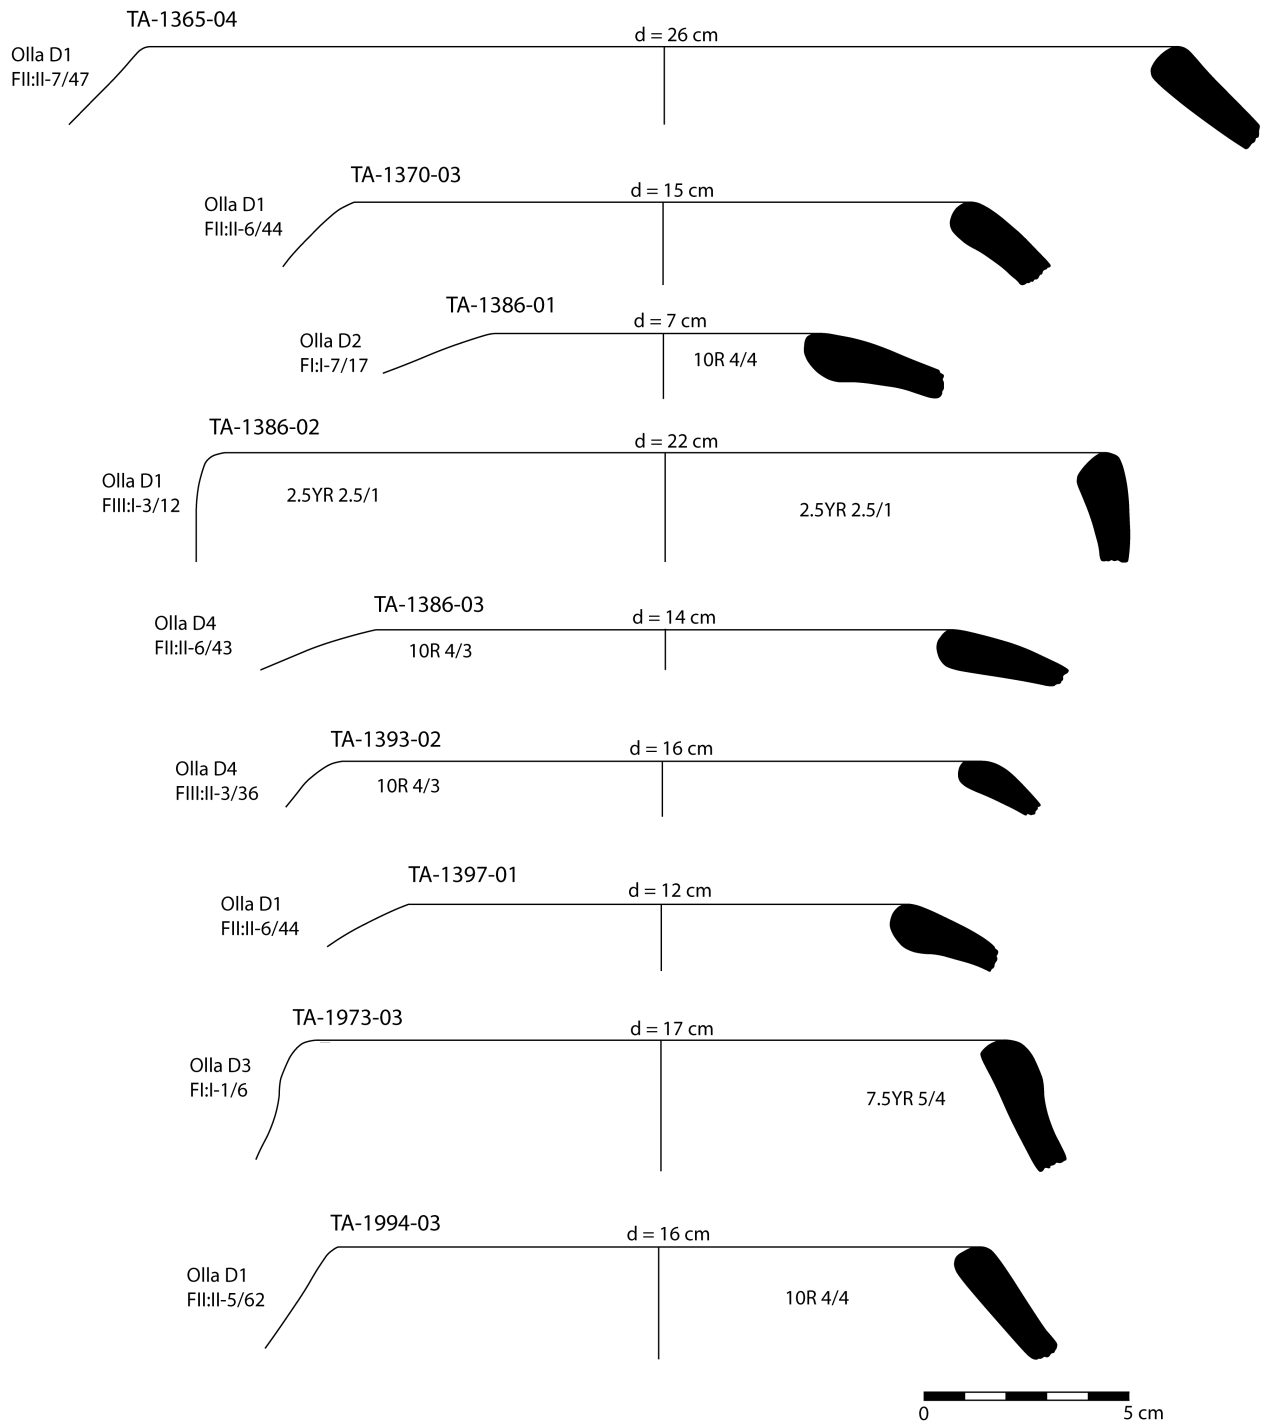 TA-1365-04
d = 26 cm
Olla D1
FII:II-7/47
TA-1370-03
d = 15 cm
Olla D1
FII:II-6/44
TA-1386-01
d = 7 cm
Olla D2
FI:I-7/17
10R 4/4
TA-1386-02
d = 22 cm
Olla D1
FIII:I-3/12
2.5YR 2.5/1
2.5YR 2.5/1
TA-1386-03
d = 14 cm
Olla D4
FII:II-6/43
10R 4/3
TA-1393-02
d = 16 cm
Olla D4
FIII:II-3/36
10R 4/3
TA-1397-01
d = 12 cm
Olla D1
FII:II-6/44
TA-1973-03
d = 17 cm
Olla D3
FI:I-1/6
7.5YR 5/4
TA-1994-03
d = 16 cm
Olla D1
FII:II-5/62
10R 4/4
0 5 cm